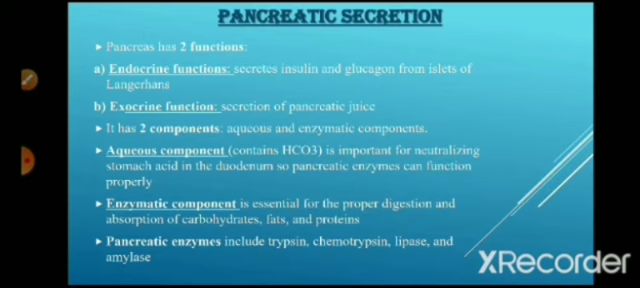 PANCREATIC SECRETION
▸ Pancreas has 2 functions:
a) Endocrine functions: secretes insulin and glucagon from islets of
Langerhans
b) Exocrine function: secretion of pancreatic juice
▸ It has 2 components: aqueous and enzymatic components.
▸ Aqueous component (contains HCO3) is important for neutralizing
stomach acid in the duodenum so pancreatic enzymes can function
properly
▸ Enzymatic component is essential for the proper digestion and
absorption of carbohydrates, fats, and proteins
▸ Pancreatic enzymes include trypsin, chemotrypsin, lipase, and
amylase
XRecorder